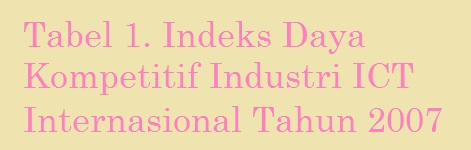 Tabel 1. Indeks Daya
Kompetitif Industri ICT
Internasional Tahun 2007